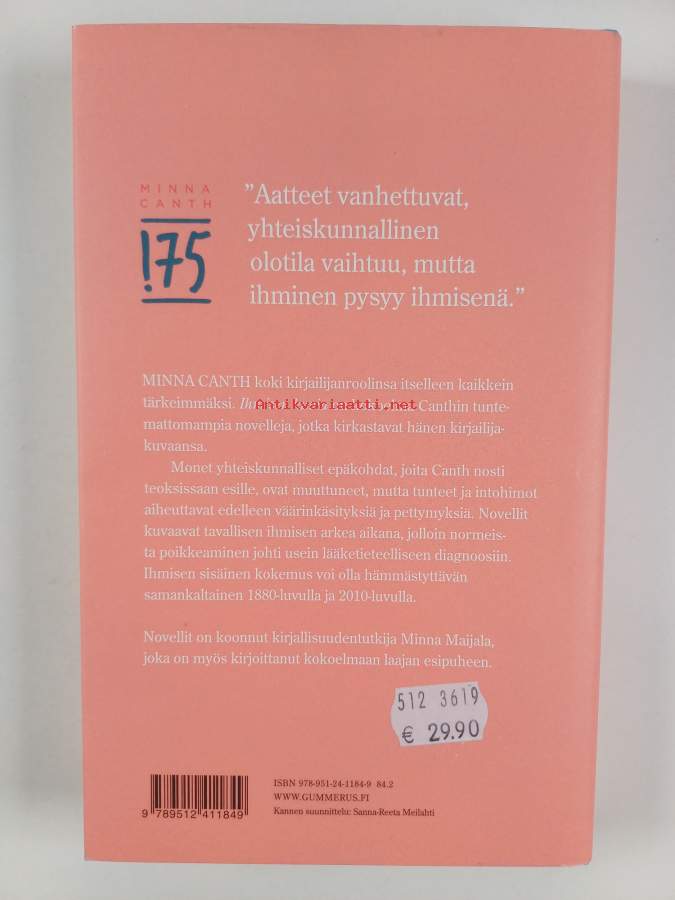 MINNA
CANTH
175
”Aatteet vanhettuvat,
yhteiskunnallinen
olotila vaihtuu, mutta
ihminen pysyy ihmisenä.”
MINNA CANTH koki kirjailijanroolinsa itselleen kaikkein
tärkeimmäksi. Canthin tunte-
Antikvariaatti.net
mattomampia novelleja, jotka kirkastavat hänen kirjailija-
kuvaansa.
Monet yhteiskunnalliset epäkohdat, joita Canth nosti
teoksissaan esille, ovat muuttuneet, mutta tunteet ja intohimot
aiheuttavat edelleen väärinkäsityksiä ja pettymyksiä. Novellit
kuvaavat tavallisen ihmisen arkea aikana, jolloin normeis-
ta poikkeaminen johti usein lääketieteelliseen diagnoosiin.
Ihmisen sisäinen kokemus voi olla hämmästyttävän
samankaltainen 1880-luvulla ja 2010-luvulla.
Novellit on koonnut kirjallisuudentutkija Minna Maijala,
joka on myös kirjoittanut kokoelmaan laajan esipuheen.
512 3619
€ 29.90
ISBN 978-951-24-1184-9 84.2
WWW.GUMMERUS.FI
Kannen suunnittelu: Sanna-Reeta Meilahti
9 789512 411849